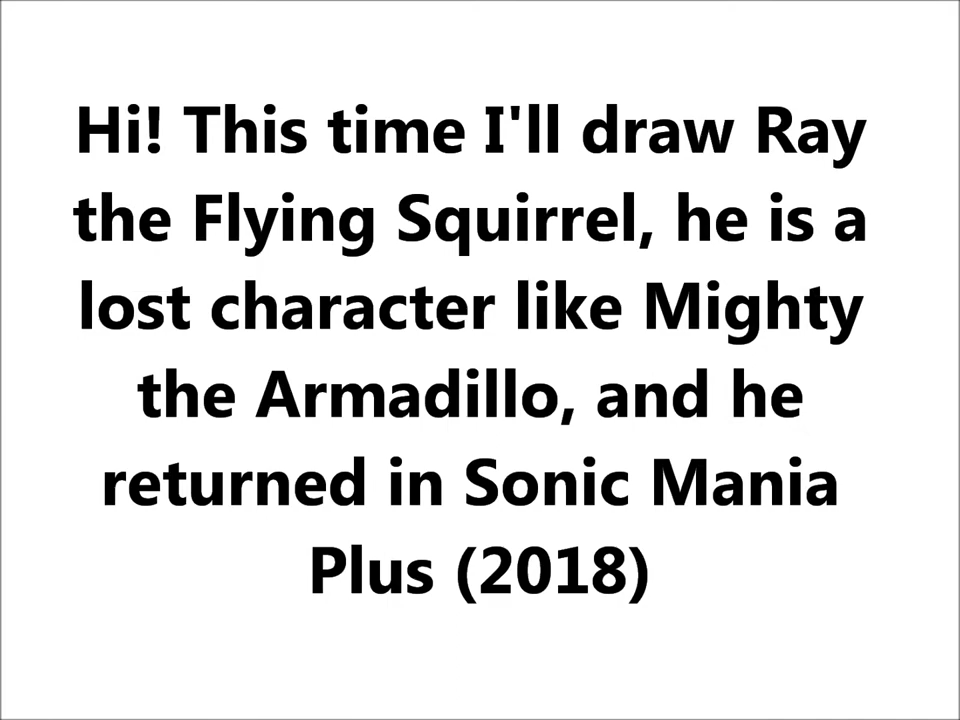 Hi! This time I'll draw Ray
the Flying Squirrel, he is a
lost character like Mighty
the Armadillo, and he
returned in Sonic Mania
Plus (2018)